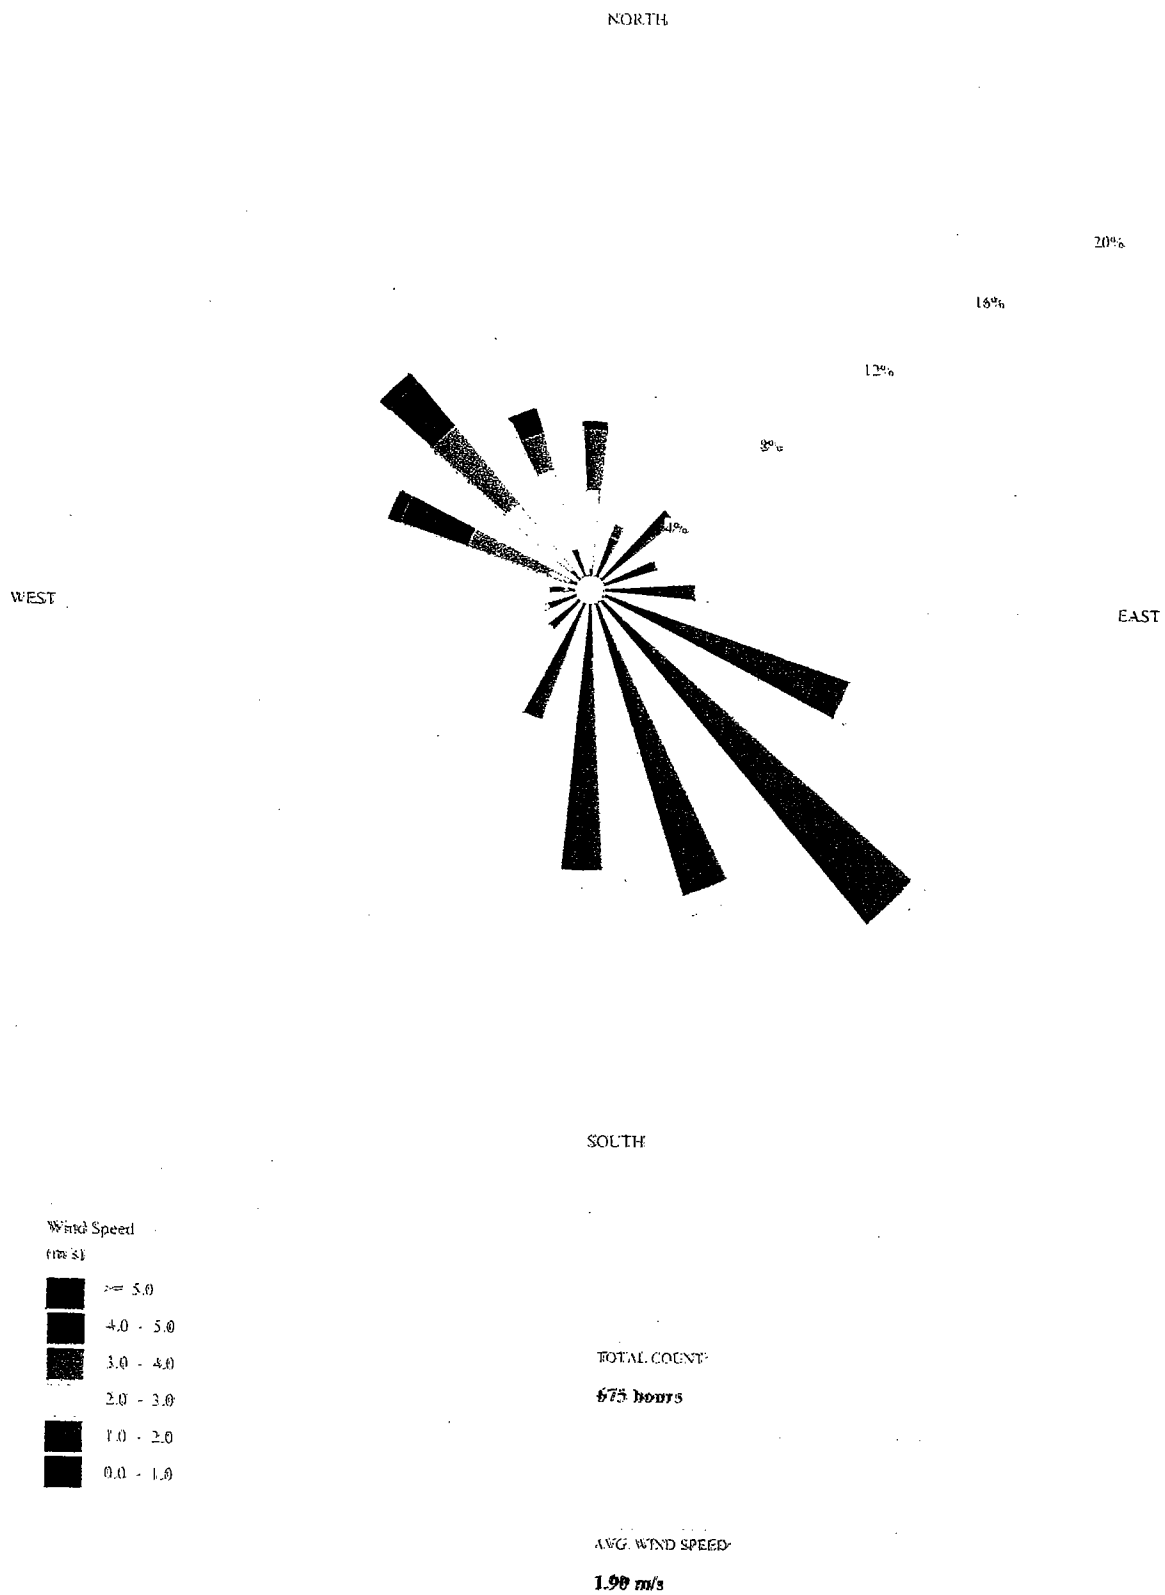 NORTH
20%
16%
12%
8%
4%
WEST
EAST
SOUTH
Wind Speed
(m/s)
>= 5.0
4.0 - 5.0
3.0 - 4.0
2.0 - 3.0
1.0 - 2.0
0.0 - 1.0
TOTAL COUNT:
675 hours
AVG. WIND SPEED:
1.90 m/s